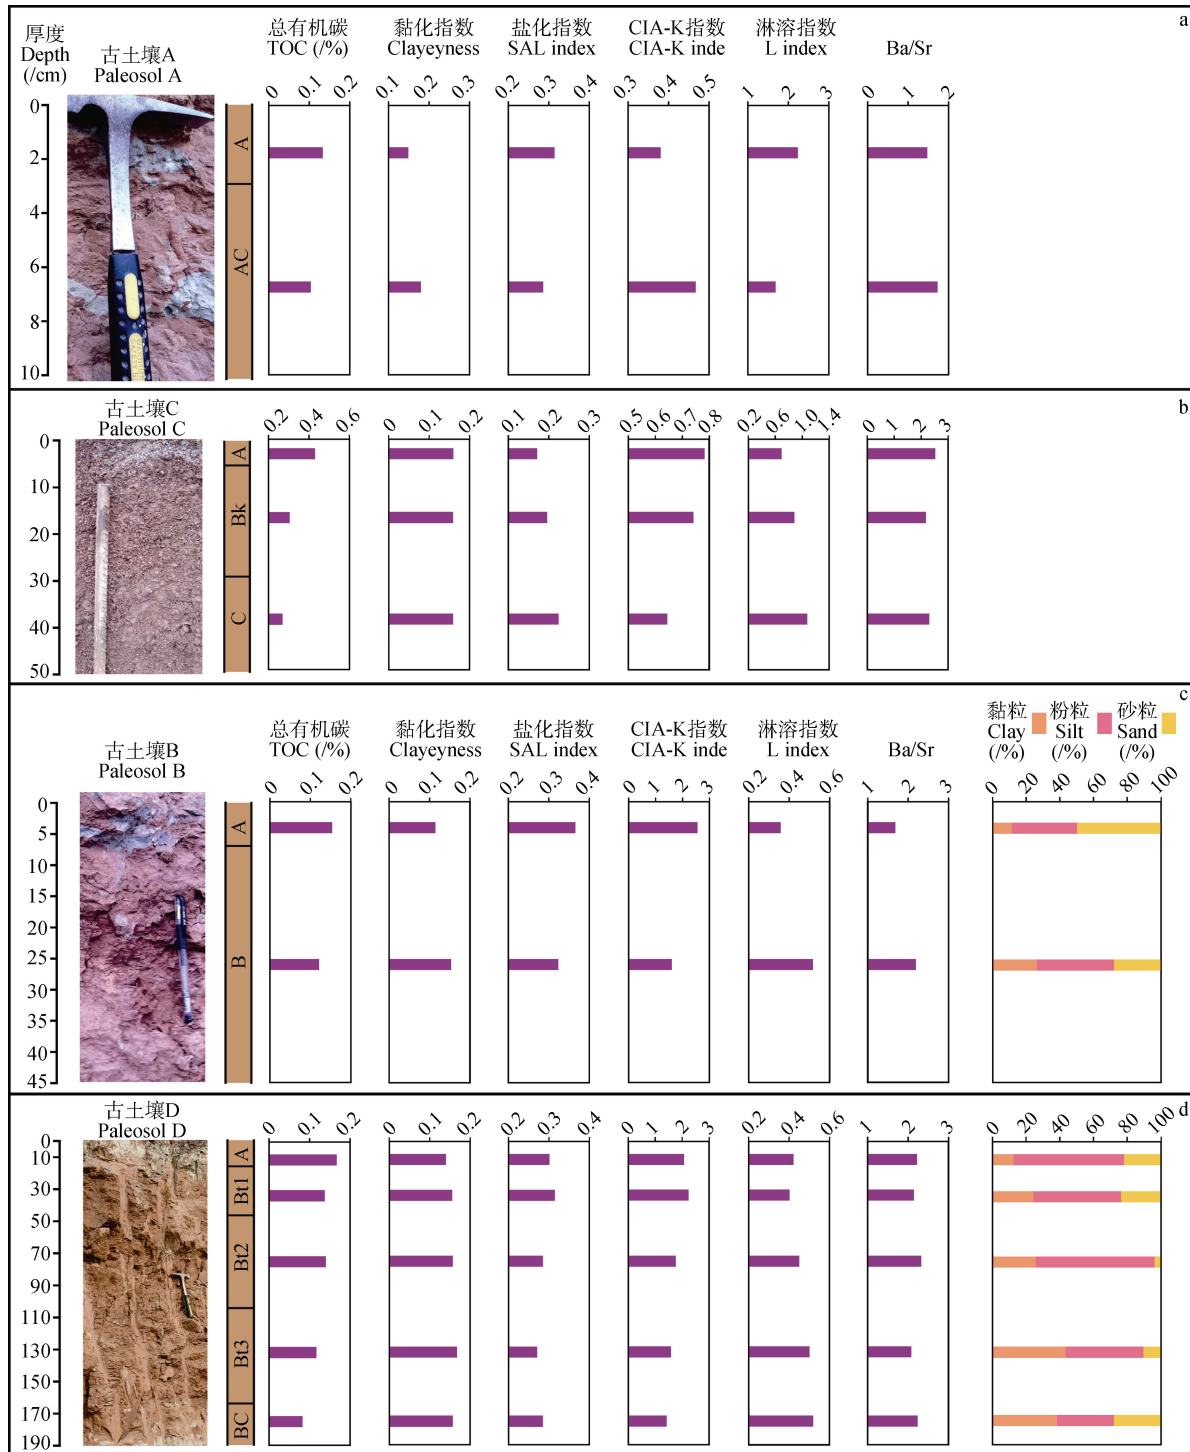 a
厚度
Depth
(/cm)
古土壤A
Paleosol A
总有机碳
TOC (/%)
黏化指数
Clayeyness
盐化指数
SAL index
CIA-K指数
CIA-K inde
淋溶指数
L index
Ba/Sr
0 0.1 0.2
0.1 0.2 0.3
0.2 0.3 0.4
0.3 0.4 0.5
1 2 3
0 1 2
0
2
4
6
8
10
A
AC
b
古土壤C
Paleosol C
0.2 0.4 0.6
0 0.1 0.2
0.1 0.2 0.3
0.5 0.6 0.7 0.8
0.2 0.6 1.0 1.4
0 1 2 3
0
10
20
30
40
50
A
Bk
C
c
古土壤B
Paleosol B
总有机碳
TOC (/%)
黏化指数
Clayeyness
盐化指数
SAL index
CIA-K指数
CIA-K inde
淋溶指数
L index
Ba/Sr
黏粒 粉粒 砂粒
Clay Silt Sand
(/%) (/%) (/%)
0 0.1 0.2
0 0.1 0.2
0.2 0.3 0.4
0 1 2 3
0.2 0.4 0.6
1 2 3
0 20 40 60 80 100
0
5
10
15
20
25
30
35
40
45
A
B
d
古土壤D
Paleosol D
0 0.1 0.2
0 0.1 0.2
0.2 0.3 0.4
0 1 2 3
0.2 0.4 0.6
1 2 3
0 20 40 60 80 100
0
10
30
50
70
90
110
130
150
170
190
A
Bt1
Bt2
Bt3
BC